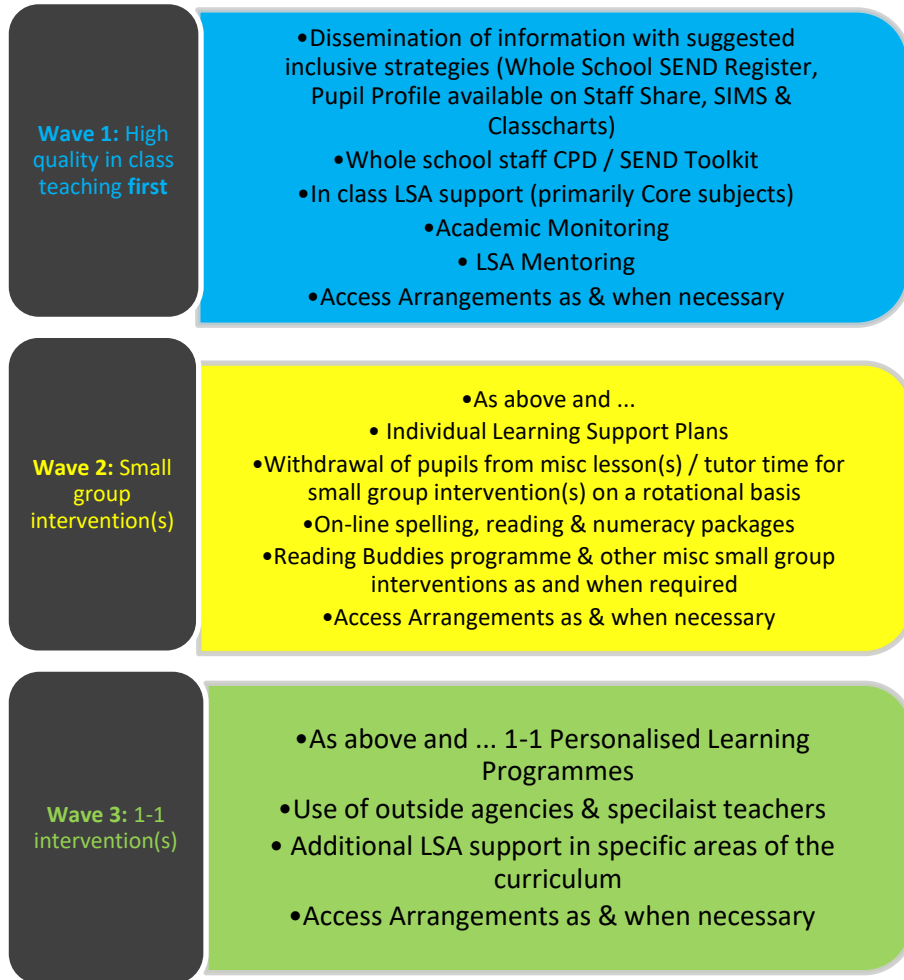 Wave 1: High
quality in class
teaching first
•Dissemination of information with suggested
inclusive strategies (Whole School SEND Register,
Pupil Profile available on Staff Share, SIMS &
Classcharts)
•Whole school staff CPD / SEND Toolkit
•In class LSA support (primarily Core subjects)
•Academic Monitoring
• LSA Mentoring
•Access Arrangements as & when necessary
Wave 2: Small
group
intervention(s)
•As above and ...
• Individual Learning Support Plans
•Withdrawal of pupils from misc lesson(s) / tutor time for
small group intervention(s) on a rotational basis
•On-line spelling, reading & numeracy packages
•Reading Buddies programme & other misc small group
interventions as and when required
•Access Arrangements as & when necessary
Wave 3: 1-1
intervention(s)
•As above and ... 1-1 Personalised Learning
Programmes
•Use of outside agencies & specilaist teachers
• Additional LSA support in specific areas of the
curriculum
•Access Arrangements as & when necessary